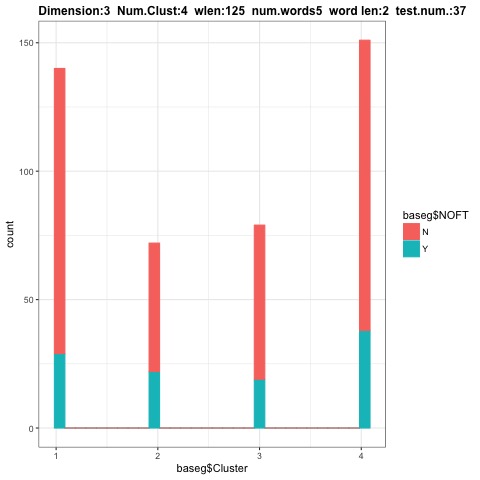 Dimension:3 Num.Clust:4 wlen:125 num.words5 word len:2 test.num.:37
150
100
50
0
count
1 2 3 4
baseg$Cluster
baseg$NOFT
N
Y